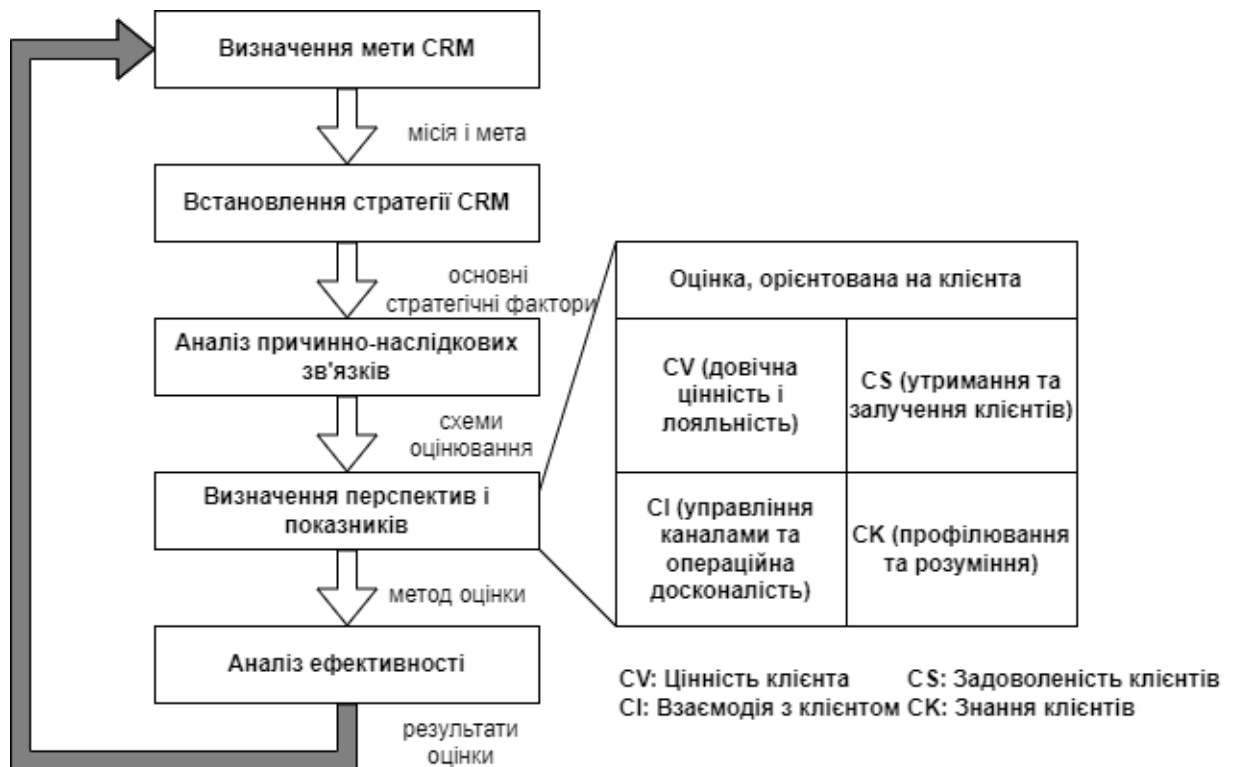 Визначення мети CRM
місія і мета
Встановлення стратегії CRM
основні
стратегічні фактори
Аналіз причинно-наслідкових
зв'язків
схеми
оцінювання
Визначення перспектив і
показників
метод оцінки
Аналіз ефективності
результати
оцінки
Оцінка, орієнтована на клієнта
CV (довічна
цінність і
лояльність)
CS (утримання та
залучення клієнтів)
CI (управління
каналами та
операційна
досконалість)
CK (профілювання
та розуміння)
CV: Цінність клієнта CS: Задоволеність клієнтів
CI: Взаємодія з клієнтом CK: Знання клієнтів